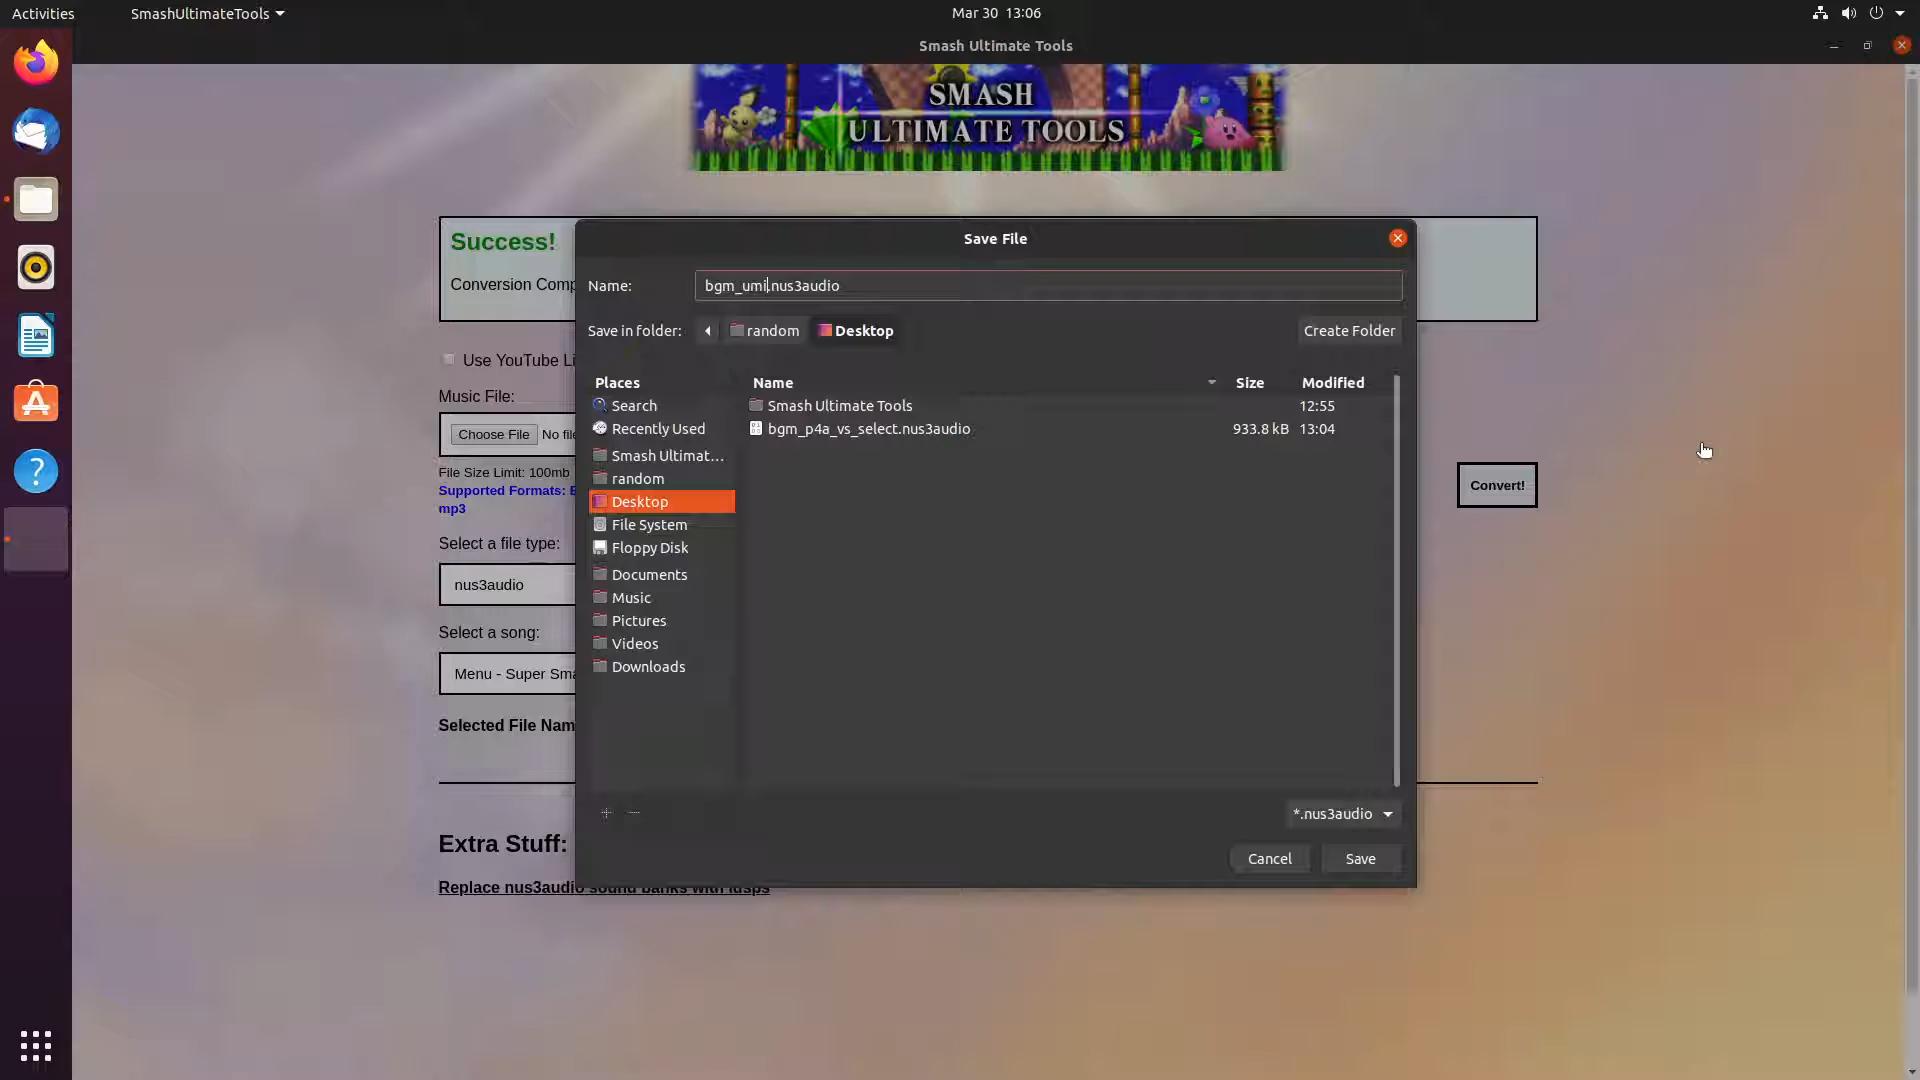 Activities
SmashUltimateTools
Mar 30 13:06
Smash Ultimate Tools
SMASH
ULTIMATE TOOLS
Success!
Conversion Comp
Use YouTube Li
Music File:
Choose File No file
File Size Limit: 100mb
Supported Formats:
mp3
Select a file type:
nus3audio
Select a song:
Menu - Super Sma
Selected File Nam
Convert!
Extra Stuff:
Replace nus3audio sound banks with idsps
Save File
Name:
bgm_umi.nus3audio
Save in folder:
random
Desktop
Create Folder
Places
Search
Recently Used
Smash Ultimat...
random
Desktop
File System
Floppy Disk
Documents
Music
Pictures
Videos
Downloads
Name Size Modified
Smash Ultimate Tools 12:55
bgm_p4a_vs_select.nus3audio 933.8 kB 13:04
*.nus3audio
Cancel
Save